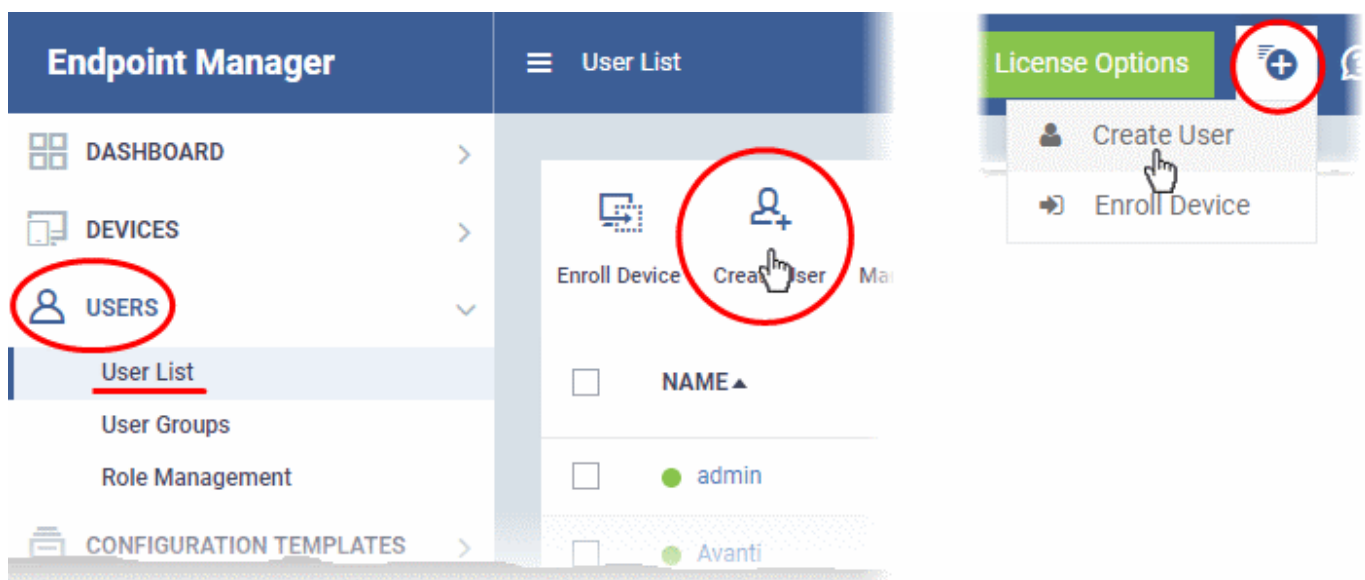 Endpoint Manager
User List
License Options
Create User
Enroll Device
DASHBOARD
DEVICES
USERS
User List
User Groups
Role Management
CONFIGURATION TEMPLATES
Enroll Device
Create User
NAME
admin
Avanti